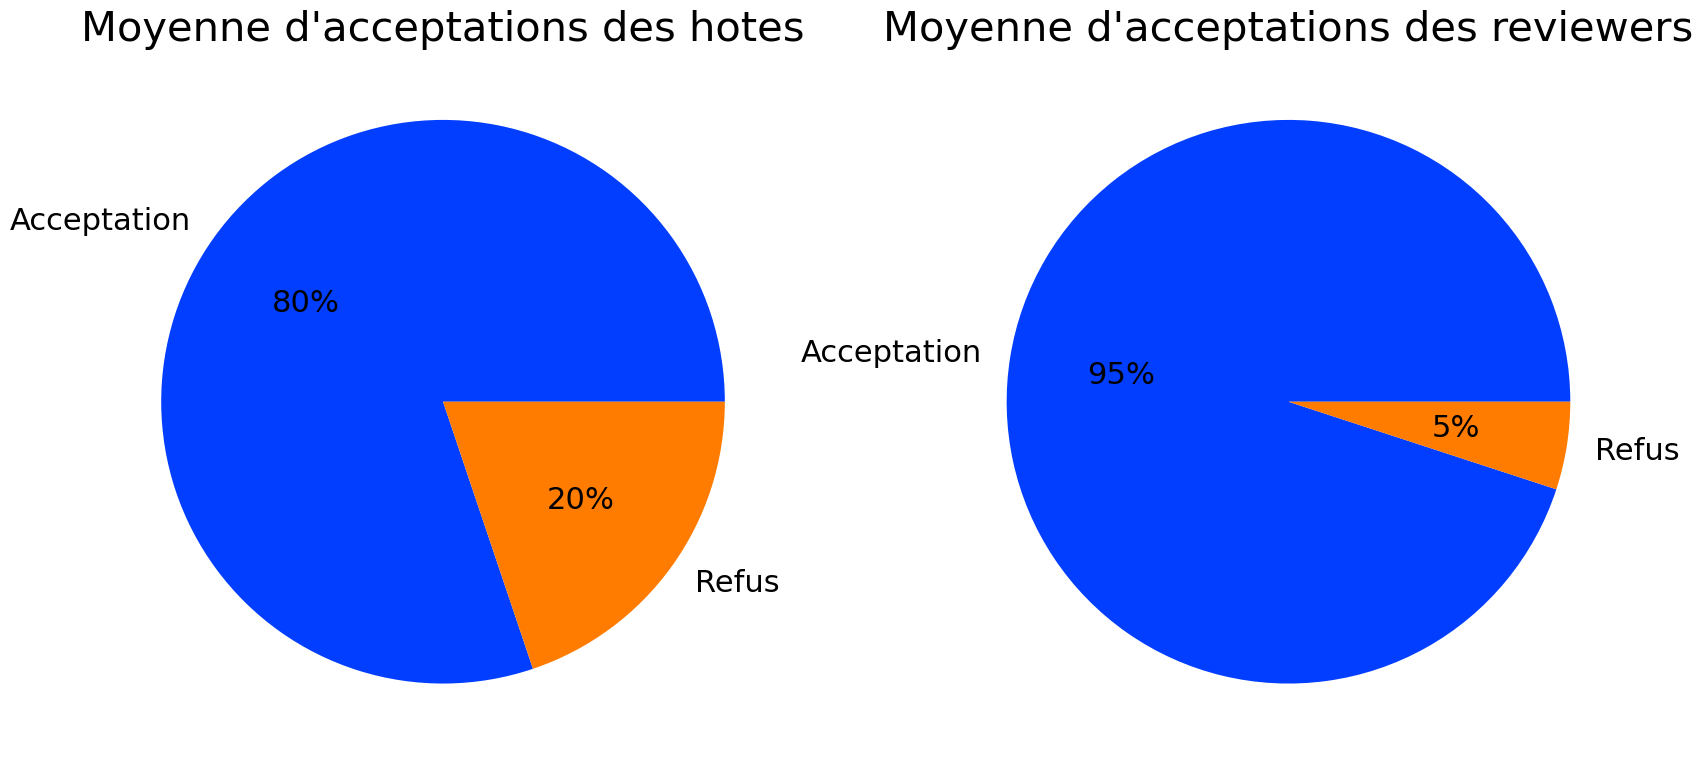 Moyenne d'acceptations des hotes
Acceptation
80%
20%
Refus
Moyenne d'acceptations des reviewers
Acceptation
95%
5%
Refus